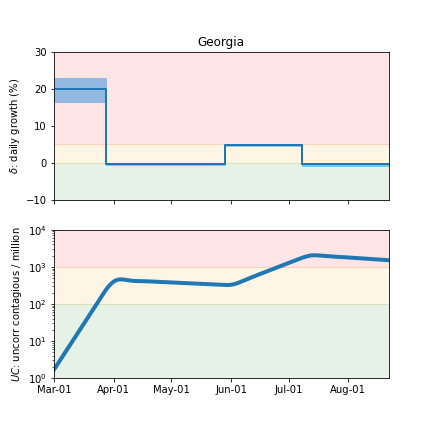 Georgia
δ: daily growth (%)
30
20
10
0
−10
UC: uncorr contagious / million
10⁴
10³
10²
10¹
10⁰
Mar-01 Apr-01 May-01 Jun-01 Jul-01 Aug-01